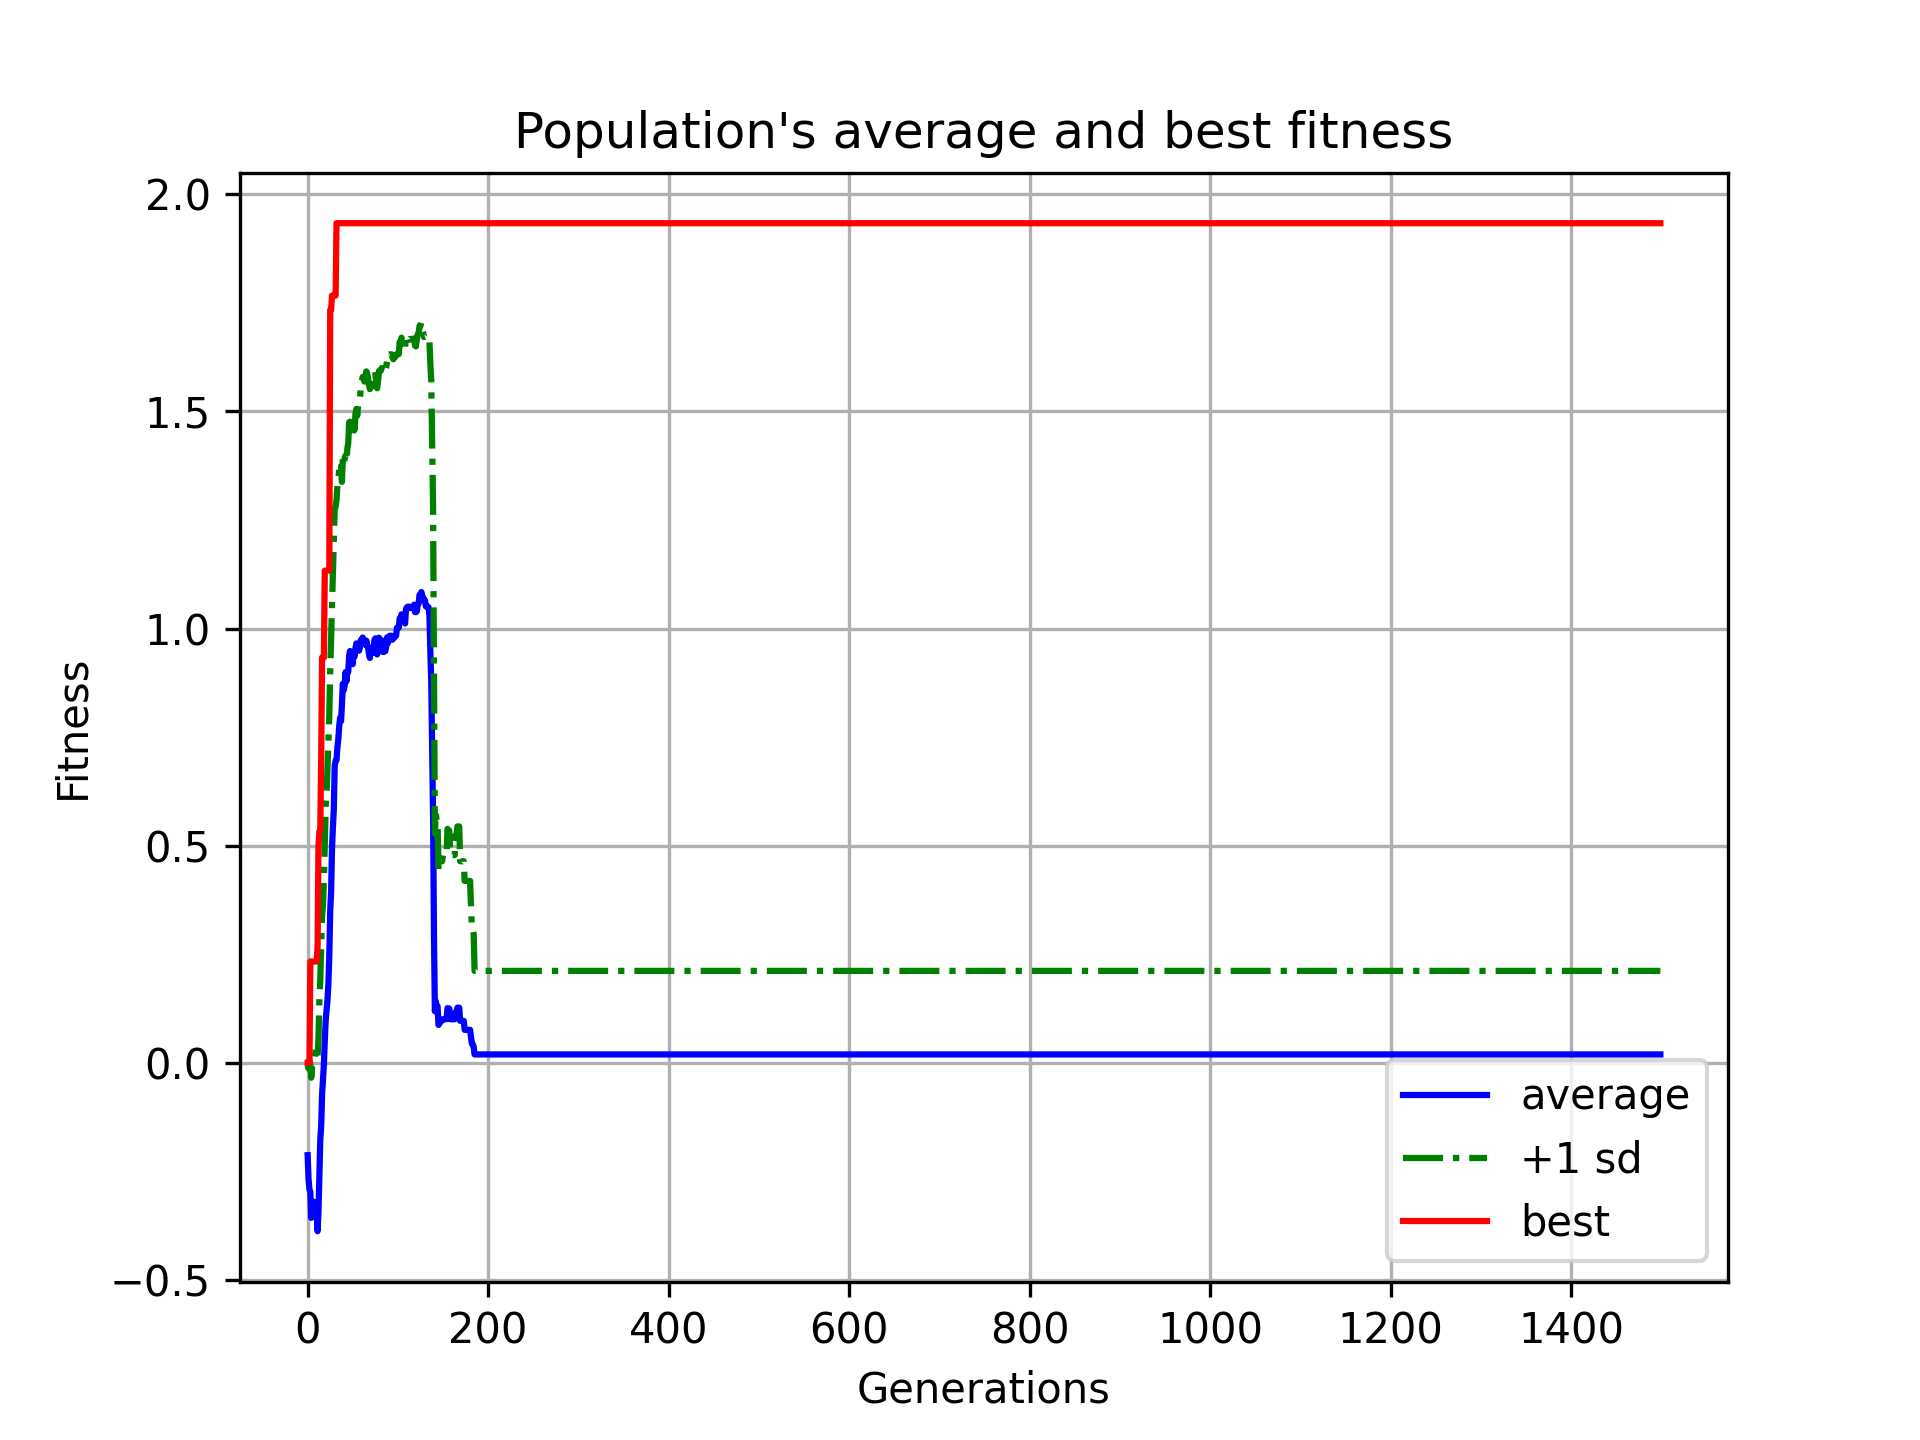 Population's average and best fitness
2.0
1.5
1.0
0.5
0.0
−0.5
Fitness
0 200 400 600 800 1000 1200 1400
Generations
average
+1 sd
best